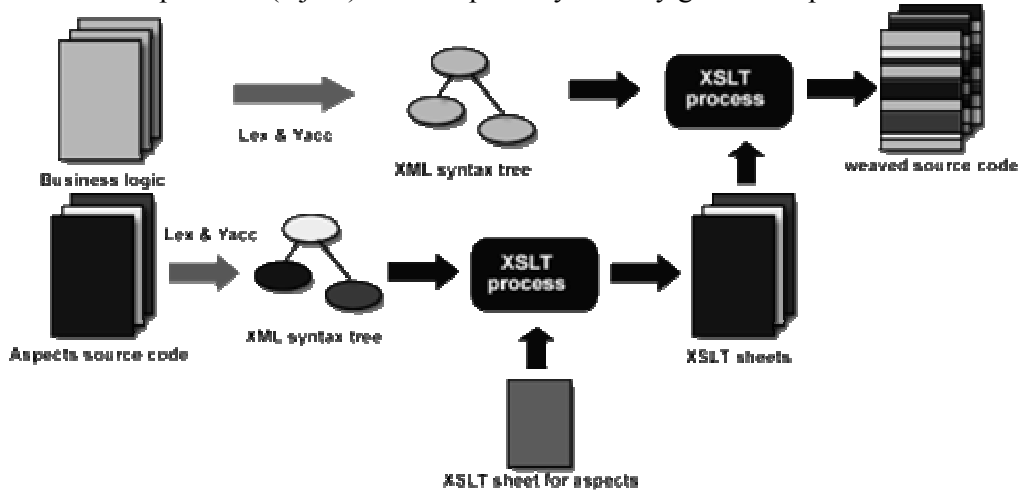 Lex & Yacc
XSLT
process
Business logic
XML syntax tree
weaved source code
Lex & Yacc
XSLT
process
Aspects source code
XML syntax tree
XSLT sheets
XSLT sheet for aspects